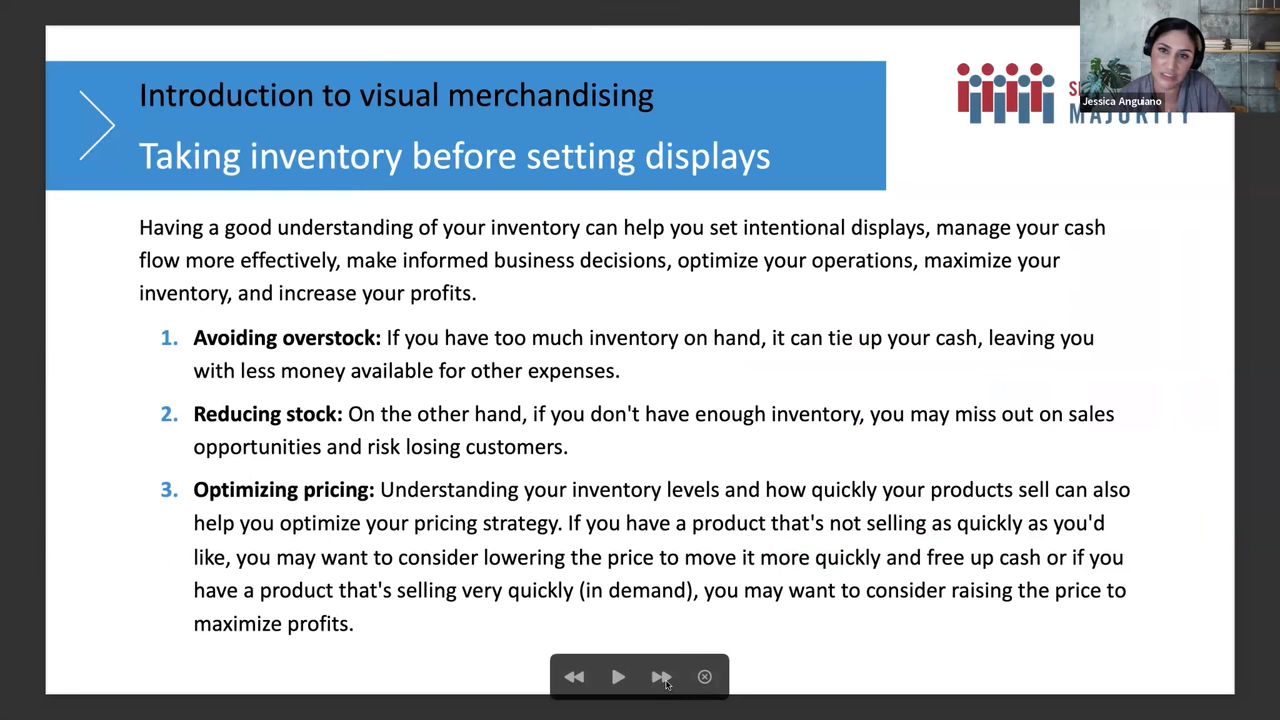 Introduction to visual merchandising
Taking inventory before setting displays
Jessica Anguiano
MAJORITY
Having a good understanding of your inventory can help you set intentional displays, manage your cash
flow more effectively, make informed business decisions, optimize your operations, maximize your
inventory, and increase your profits.
1. Avoiding overstock: If you have too much inventory on hand, it can tie up your cash, leaving you
with less money available for other expenses.
2. Reducing stock: On the other hand, if you don't have enough inventory, you may miss out on sales
opportunities and risk losing customers.
3. Optimizing pricing: Understanding your inventory levels and how quickly your products sell can also
help you optimize your pricing strategy. If you have a product that's not selling as quickly as you'd
like, you may want to consider lowering the price to move it more quickly and free up cash or if you
have a product that's selling very quickly (in demand), you may want to consider raising the price to
maximize profits.